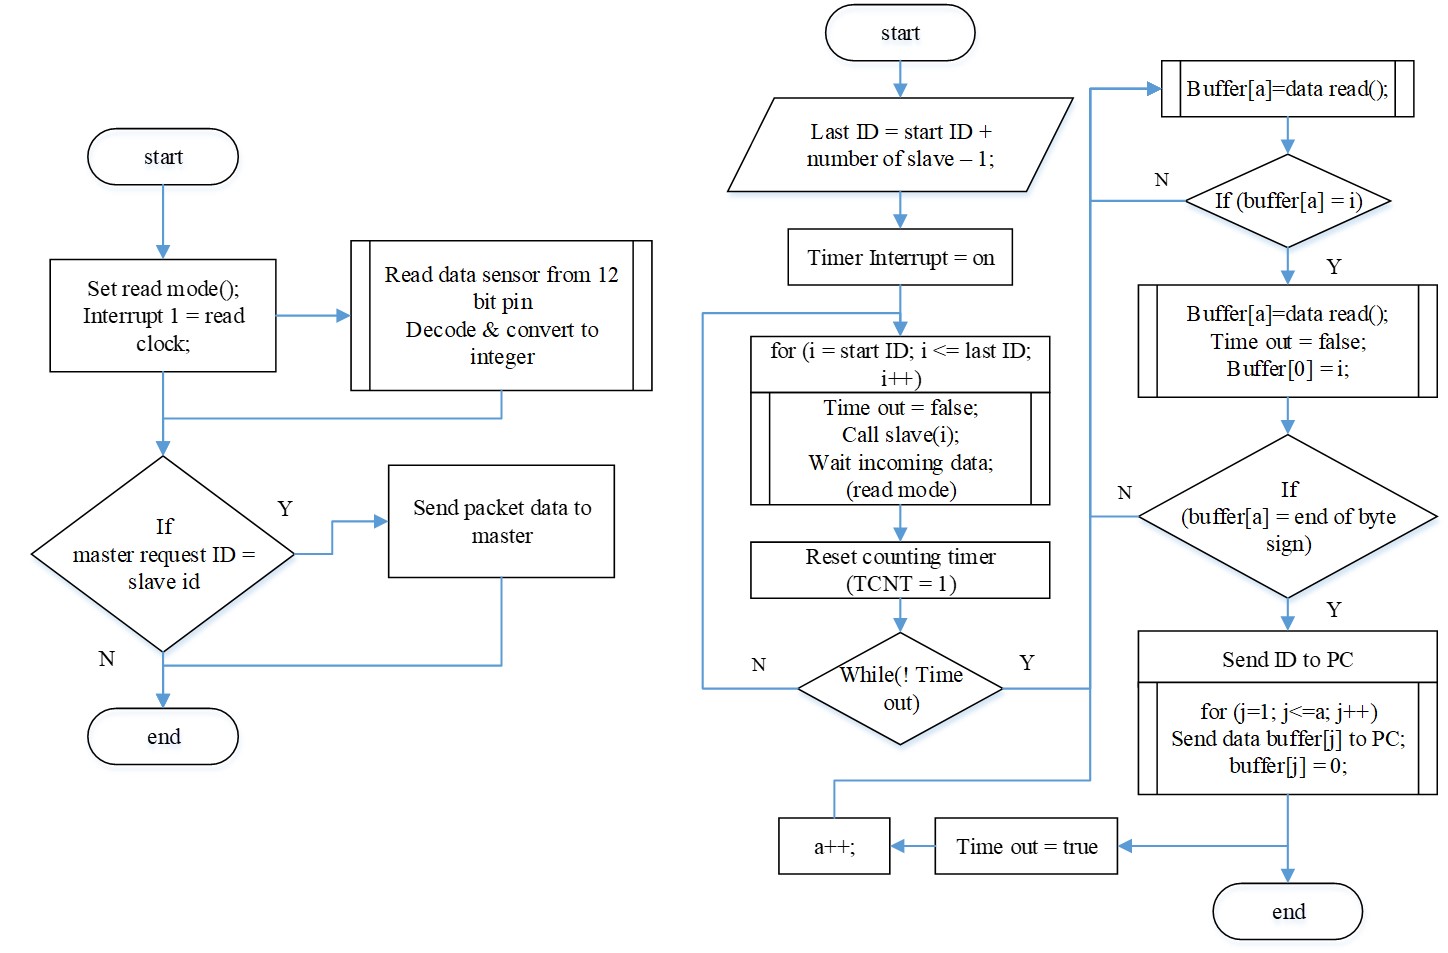 start
Set read mode();
Interrupt 1 = read
clock;
Read data sensor from 12
bit pin
Decode & convert to
integer
If
master request ID =
slave id
Y
Send packet data to
master
N
end
start
Last ID = start ID +
number of slave – 1;
Timer Interrupt = on
for (i = start ID; i <= last ID;
i++)
Time out = false;
Call slave(i);
Wait incoming data;
(read mode)
Reset counting timer
(TCNT = 1)
While(! Time
out)
N
Y
Buffer[a]=data read();
If (buffer[a] = i)
N
Y
Buffer[a]=data read();
Time out = false;
Buffer[0] = i;
If
(buffer[a] = end of byte
sign)
N
Y
Send ID to PC
for (j=1; j<=a; j++)
Send data buffer[j] to PC;
buffer[j] = 0;
Time out = true
a++;
end